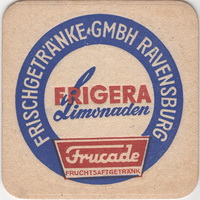 FRISCHGETRÄNKE·GMBH RAVENSBURG
FRIGERA
Limonaden
Frucade
FRUCHTSAFTGETRÄNK